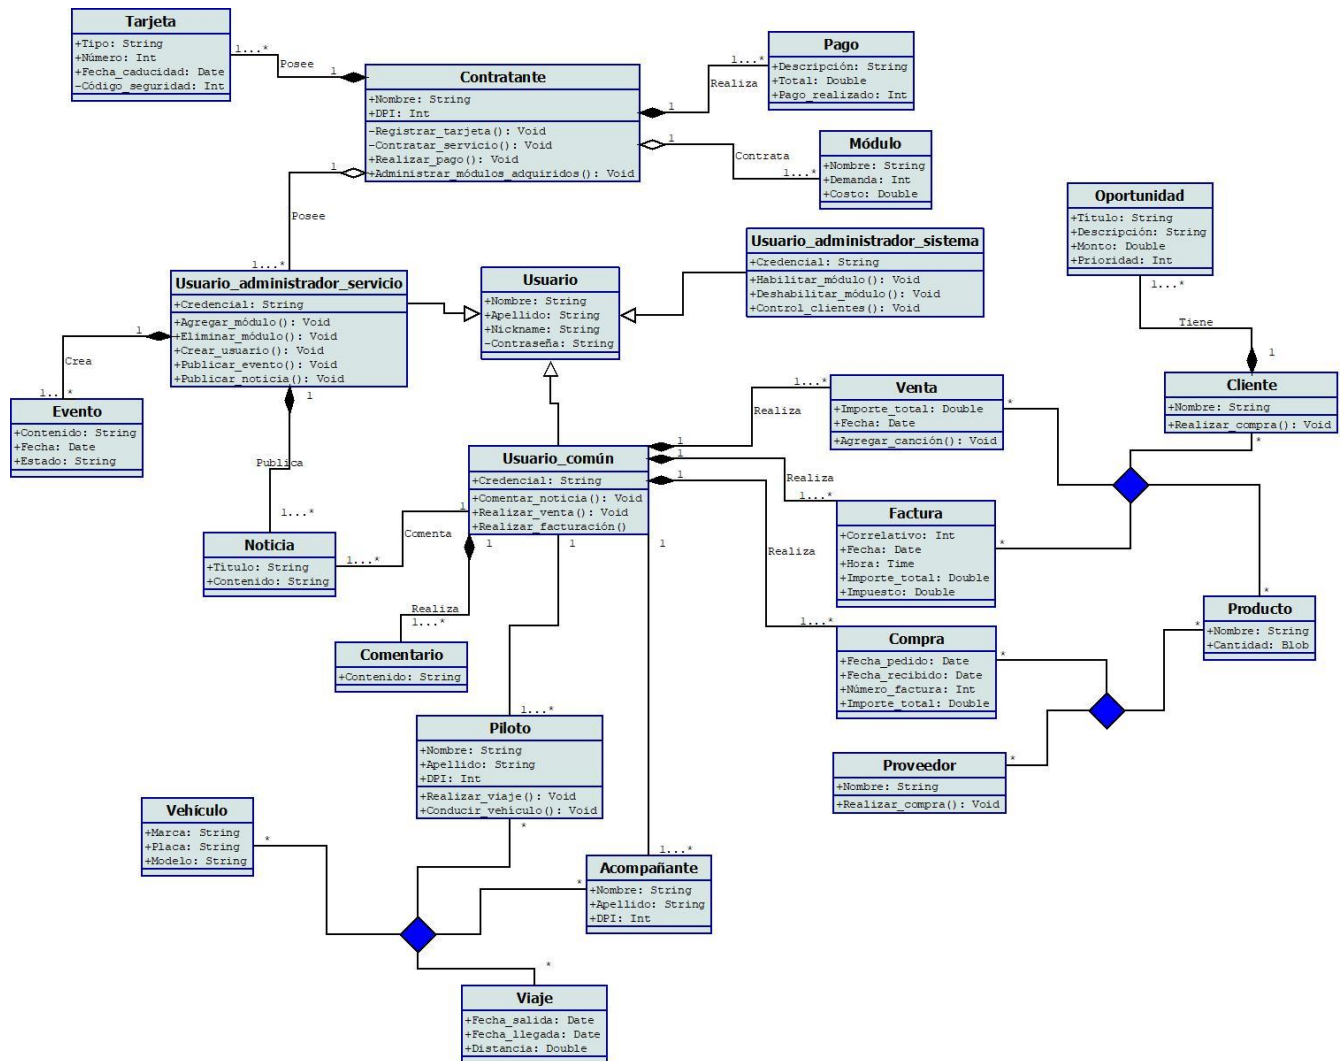 Tarjeta
+Tipo: String
+Número: Int
+Fecha_caducidad: Date
-Código_seguridad: Int
1...*
Posee
1
Contratante
+Nombre: String
+DPI: Int
-Registrar_tarjeta(): Void
-Contratar_servicio(): Void
+Realizar_pago(): Void
+Administrar_módulos_adquiridos(): Void
1
Realiza
1...*
Pago
+Descripción: String
+Total: Double
+Pago_realizado: Int
1
Contrata
1...*
Módulo
+Nombre: String
+Demanda: Int
+Costo: Double
1
Posee
1...*
Usuario_administrador_servicio
+Credencial: String
+Agregar_módulo(): Void
+Eliminar_módulo(): Void
+Crear_usuario(): Void
+Publicar_evento(): Void
+Publicar_noticia(): Void
Usuario
+Nombre: String
+Apellido: String
+Nickname: String
-Contraseña: String
Usuario_administrador_sistema
+Credencial: String
+Habilitar_módulo(): Void
+Deshabilitar_módulo(): Void
+Control_clientes(): Void
Oportunidad
+Título: String
+Descripción: String
+Monto: Double
+Prioridad: Int
1...*
Tiene
1
Cliente
+Nombre: String
+Realizar_compra(): Void
*
1
Crea
1...*
Evento
+Contenido: String
+Fecha: Date
+Estado: String
1
Publica
1...*
Noticia
+Título: String
+Contenido: String
1...*
Comenta
1
Usuario_común
+Credencial: String
+Comentar_noticia(): Void
+Realizar_venta(): Void
+Realizar_facturación()
1
Realiza
1...*
Venta
+Importe_total: Double
+Fecha: Date
+Agregar_canción(): Void
*
1
Realiza
1...*
Factura
+Correlativo: Int
+Fecha: Date
+Hora: Time
+Importe_total: Double
+Impuesto: Double
*
1
Realiza
1...*
Compra
+Fecha_pedido: Date
+Fecha_recibido: Date
+Número_factura: Int
+Importe_total: Double
*
*
Producto
+Nombre: String
+Cantidad: Blob
*
Proveedor
+Nombre: String
+Realizar_compra(): Void
*
1
Realiza
1...*
Comentario
+Contenido: String
1
1...*
Piloto
+Nombre: String
+Apellido: String
+DPI: Int
+Realizar_viaje(): Void
+Conducir_vehículo(): Void
*
1
1...*
Acompañante
+Nombre: String
+Apellido: String
+DPI: Int
*
Vehículo
+Marca: String
+Placa: String
+Modelo: String
*
*
Viaje
+Fecha_salida: Date
+Fecha_llegada: Date
+Distancia: Double